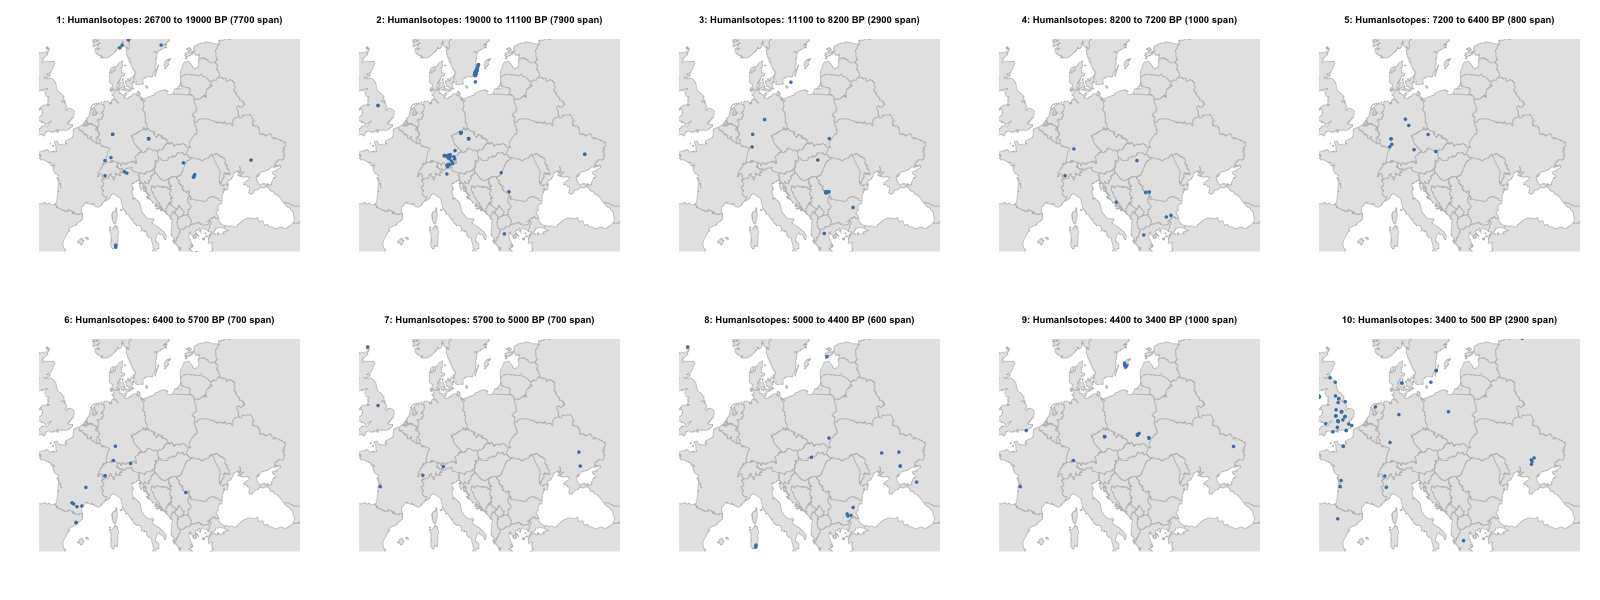 1: HumanIsotopes: 26700 to 19000 BP (7700 span)
2: HumanIsotopes: 19000 to 11100 BP (7900 span)
3: HumanIsotopes: 11100 to 8200 BP (2900 span)
4: HumanIsotopes: 8200 to 7200 BP (1000 span)
5: HumanIsotopes: 7200 to 6400 BP (800 span)
6: HumanIsotopes: 6400 to 5700 BP (700 span)
7: HumanIsotopes: 5700 to 5000 BP (700 span)
8: HumanIsotopes: 5000 to 4400 BP (600 span)
9: HumanIsotopes: 4400 to 3400 BP (1000 span)
10: HumanIsotopes: 3400 to 500 BP (2900 span)